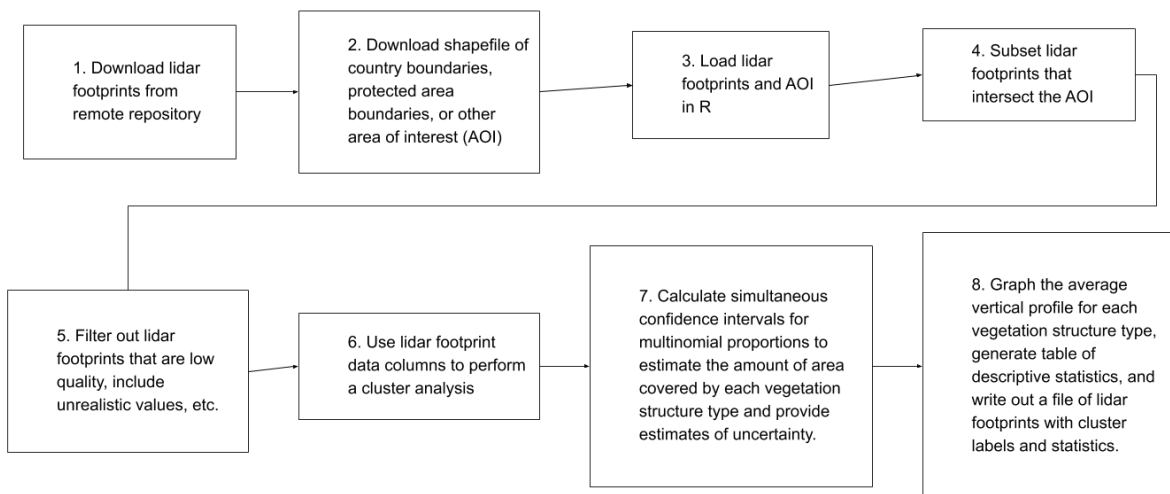 1. Download lidar
footprints from
remote repository
2. Download shapefile of
country boundaries,
protected area
boundaries, or other
area of interest (AOI)
3. Load lidar
footprints and AOI
in R
4. Subset lidar
footprints that
intersect the AOI
5. Filter out lidar
footprints that are low
quality, include
unrealistic values, etc.
6. Use lidar footprint
data columns to perform
a cluster analysis
7. Calculate simultaneous
confidence intervals for
multinomial proportions to
estimate the amount of area
covered by each vegetation
structure type and provide
estimates of uncertainty.
8. Graph the average
vertical profile for each
vegetation structure type,
generate table of
descriptive statistics, and
write out a file of lidar
footprints with cluster
labels and statistics.